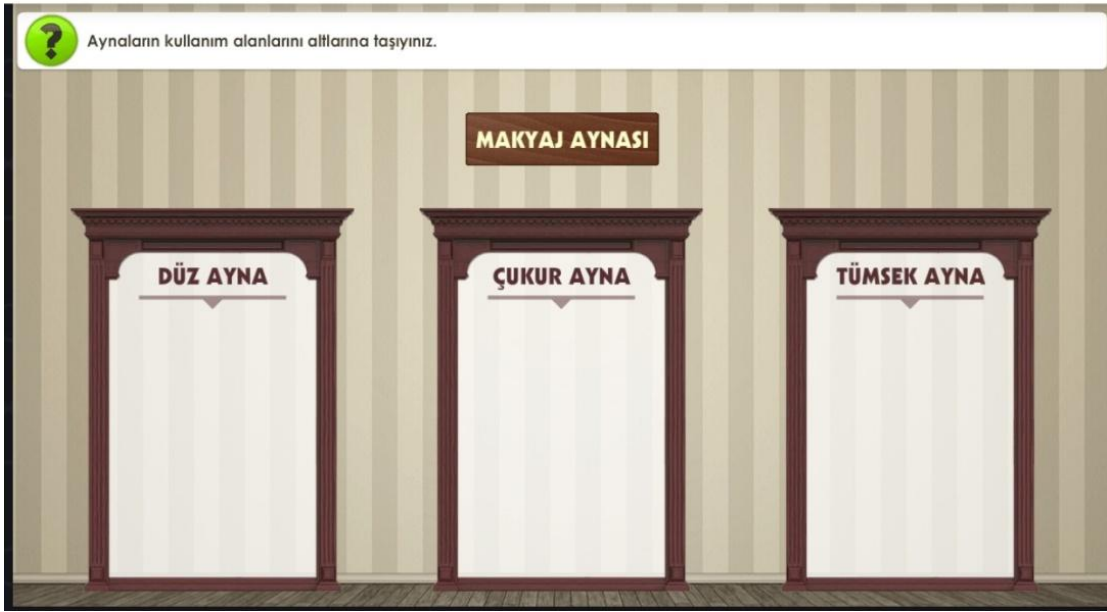 ?
Aynaların kullanım alanlarını altlarına taşıyınız.
MAKYAJ AYNASI
DÜZ AYNA
ÇUKUR AYNA
TÜMSEK AYNA